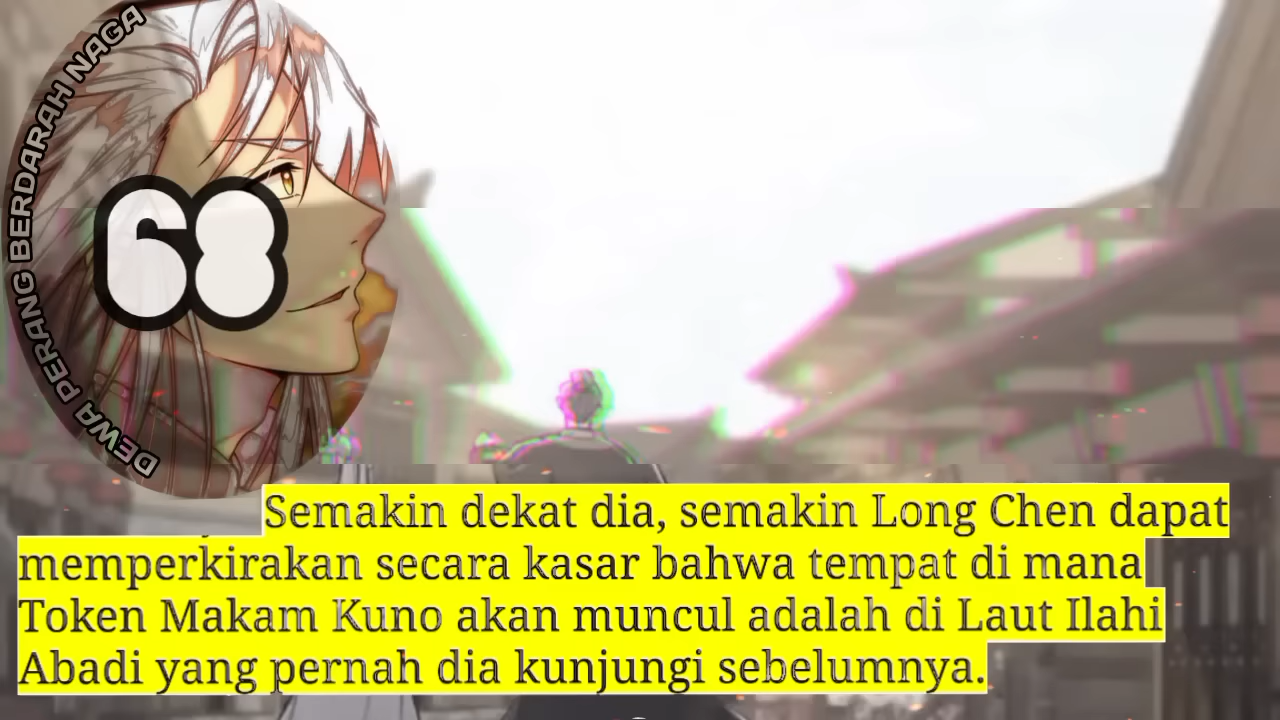 DEWA PERANG BERDARAH NAGA
68
Semakin dekat dia, semakin Long Chen dapat
memperkirakan secara kasar bahwa tempat di mana
Token Makam Kuno akan muncul adalah di Laut Ilahi
Abadi yang pernah dia kunjungi sebelumnya.